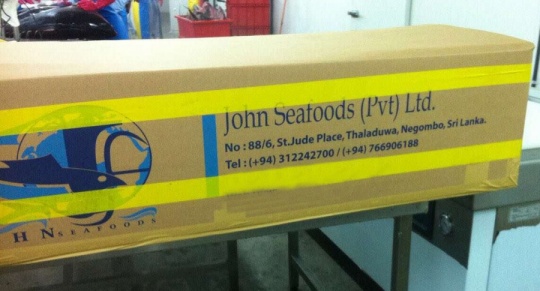 John Seafoods (Pvt) Ltd.
No : 88/6, St.Jude Place, Thaladuwa, Negombo, Sri Lanka.
Tel : (+94) 312242700 / (+94) 766906188
H N SEAFOODS